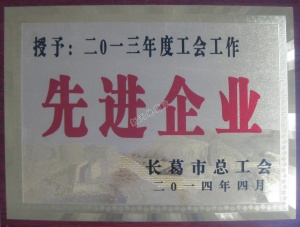 授予：二〇一三年度工会工作
先进企业
长葛市总工会
二〇一四年四月